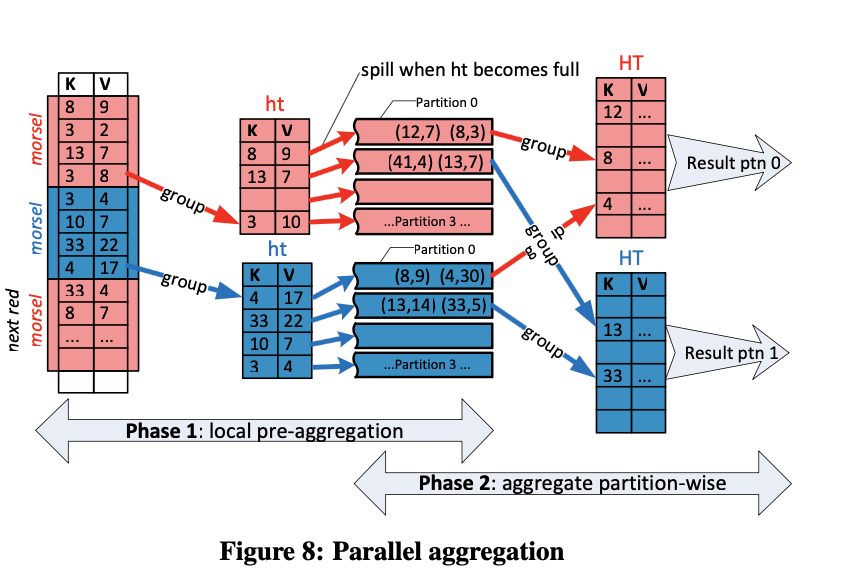 spill when ht becomes full
K V
8 9
3 2
13 7
3 8
3 4
10 7
33 22
4 17
33 4
8 7
... ...
morsel
morsel
next red
morsel
group
group
ht
K V
8 9
13 7
3 10
ht
K V
4 17
33 22
10 7
3 4
Partition 0
(12,7) (8,3)
(41,4) (13,7)
...Partition 3 ...
Partition 0
(8,9) (4,30)
(13,14) (33,5)
...Partition 3 ...
group
group
group
HT
K V
12 ...
8 ...
4 ...
Result ptn 0
HT
K V
13 ...
33 ...
Result ptn 1
Phase 1: local pre-aggregation
Phase 2: aggregate partition-wise
Figure 8: Parallel aggregation